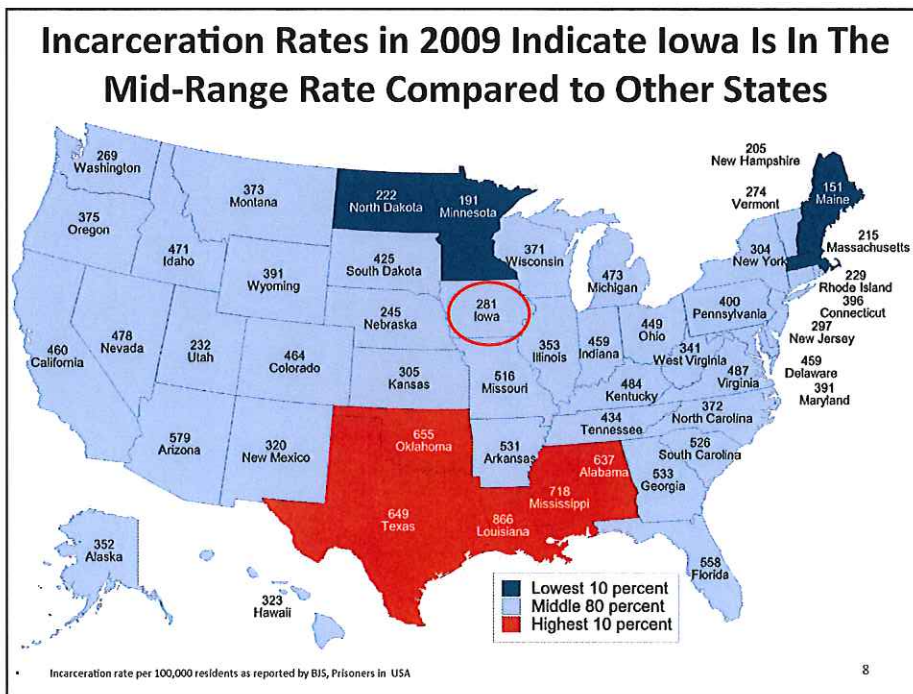 Incarceration Rates in 2009 Indicate Iowa Is In The
Mid-Range Rate Compared to Other States
269
Washington
373
Montana
222
North Dakota
191
Minnesota
205
New Hampshire
274
Vermont
151
Maine
375
Oregon
471
Idaho
391
Wyoming
425
South Dakota
371
Wisconsin
473
Michigan
304
New York
215
Massachusetts
229
Rhode Island
396
Connecticut
460
California
478
Nevada
232
Utah
464
Colorado
245
Nebraska
281
Iowa
353
Illinois
459
Indiana
449
Ohio
400
Pennsylvania
297
New Jersey
459
Delaware
391
Maryland
305
Kansas
516
Missouri
484
Kentucky
341
West Virginia
487
Virginia
579
Arizona
320
New Mexico
655
Oklahoma
531
Arkansas
434
Tennessee
372
North Carolina
526
South Carolina
649
Texas
866
Louisiana
718
Mississippi
637
Alabama
533
Georgia
558
Florida
352
Alaska
323
Hawaii
Lowest 10 percent
Middle 80 percent
Highest 10 percent
• Incarceration rate per 100,000 residents as reported by BJS, Prisoners in USA
8